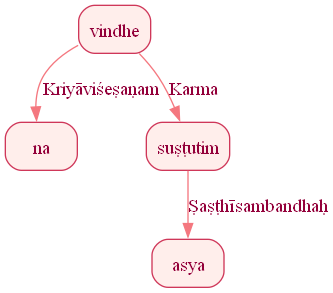 vindhe
Kriyāviśeṣaṇam Karma
na suṣṭutim
Ṣaṣṭhīsambandhaḥ
asya